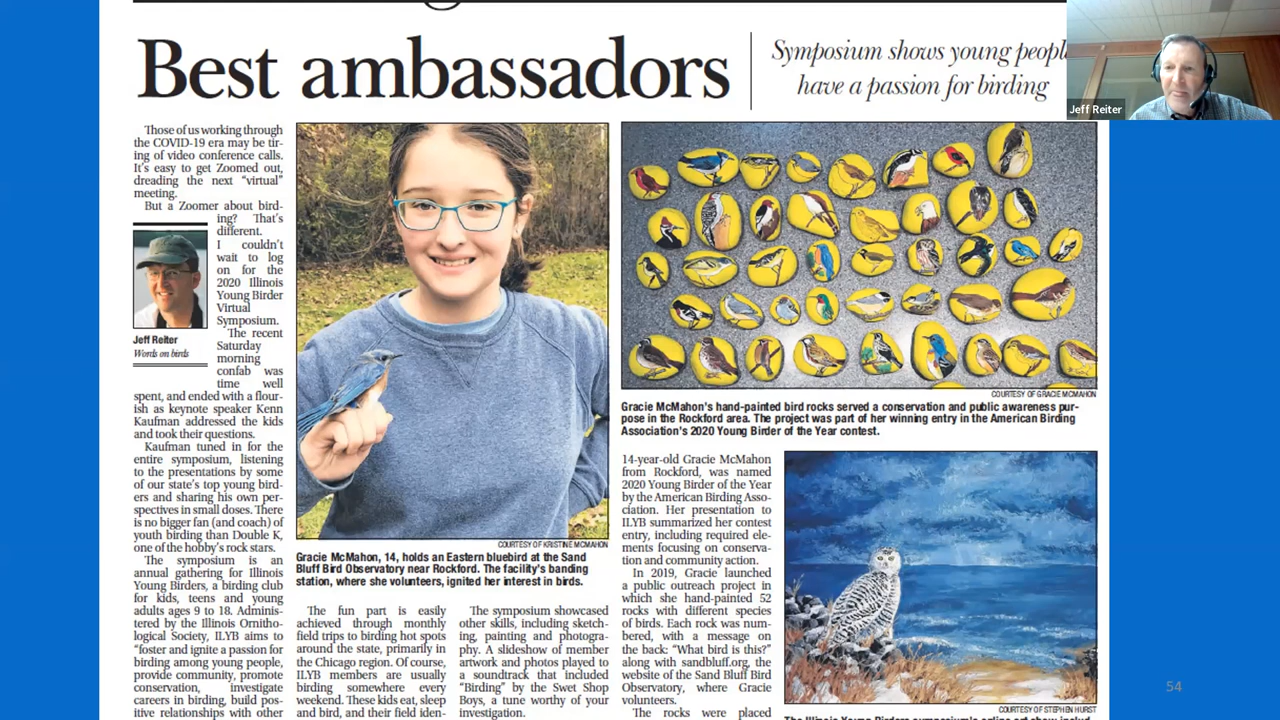 Best ambassadors
Symposium shows young people
have a passion for birding
Jeff Reiter
Those of us working through
the COVID-19 era may be tir-
ing of video conference calls.
It's easy to get Zoomed out,
dreading the next "virtual"
meeting.
But a Zoomer about bird-
ing? That's
different.
I couldn't
wait to log
on for the
2020 Illinois
Young Birder
Virtual
Symposium.
The recent
Saturday
morning
confab was
time well
Jeff Reiter
Words on birds
spent, and ended with a flour-
ish as keynote speaker Kenn
Kaufman addressed the kids
and took their questions.
Kaufman tuned in for the
entire symposium, listening
to the presentations by some
of our state's top young bird-
ers and sharing his own per-
spectives in small doses. There
is no bigger fan (and coach) of
youth birding than Double K,
one of the hobby's rock stars.
The symposium is an
annual gathering for Illinois
Young Birders, a birding club
for kids, teens and young
adults ages 9 to 18. Adminis-
tered by the Illinois Ornitho-
logical Society, ILYB aims to
"foster and ignite a passion for
birding among young people,
provide community, promote
conservation, investigate
careers in birding, build pos-
itive relationships with other
COURTESY OF KRISTINE MCMAHON
Gracie McMahon, 14, holds an Eastern bluebird at the Sand
Bluff Bird Observatory near Rockford. The facility's banding
station, where she volunteers, ignited her interest in birds.
The fun part is easily
achieved through monthly
field trips to birding hot spots
around the state, primarily in
the Chicago region. Of course,
ILYB members are usually
birding somewhere every
weekend. These kids eat, sleep
and bird, and their field iden-
The symposium showcased
other skills, including sketch-
ing, painting and photogra-
phy. A slideshow of member
artwork and photos played to
a soundtrack that included
"Birding" by the Swet Shop
Boys, a tune worthy of your
investigation.
COURTESY OF GRACIE MCMAHON
Gracie McMahon's hand-painted bird rocks served a conservation and public awareness pur-
pose in the Rockford area. The project was part of her winning entry in the American Birding
Association's 2020 Young Birder of the Year contest.
14-year-old Gracie McMahon
from Rockford, was named
2020 Young Birder of the Year
by the American Birding Asso-
ciation. Her presentation to
ILYB summarized her contest
entry, including required ele-
ments focusing on conserva-
tion and community action.
In 2019, Gracie launched
a public outreach project in
which she hand-painted 52
rocks with different species
of birds. Each rock was num-
bered, with a message on
the back: "What bird is this?"
along with sandbluff.org, the
website of the Sand Bluff Bird
Observatory, where Gracie
volunteers.
The rocks were placed
COURTESY OF STEPHEN HURST
The Illinois Young Birders symposium's online art show includ-
54